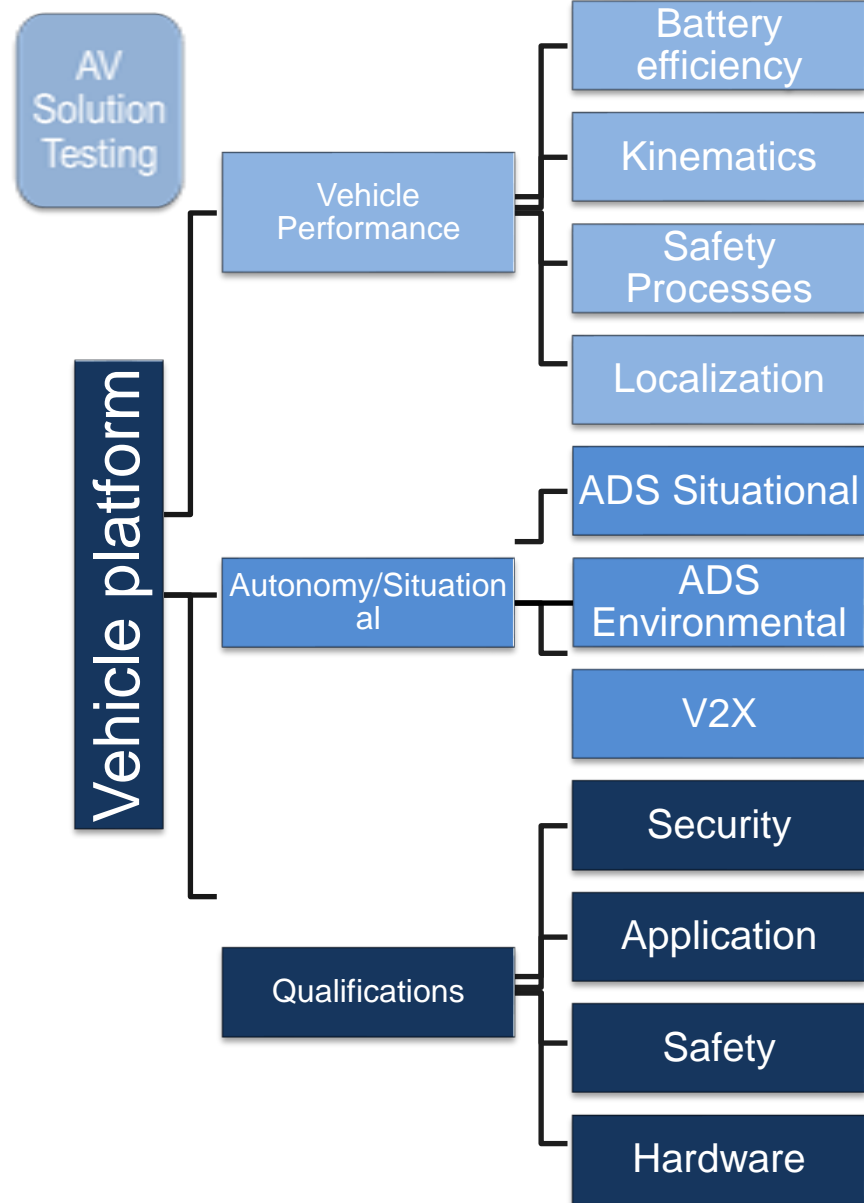 AV
Solution
Testing
Vehicle platform
Vehicle
Performance
Battery
efficiency
Kinematics
Safety
Processes
Localization
Autonomy/Situation
al
ADS Situational
ADS
Environmental
V2X
Qualifications
Security
Application
Safety
Hardware